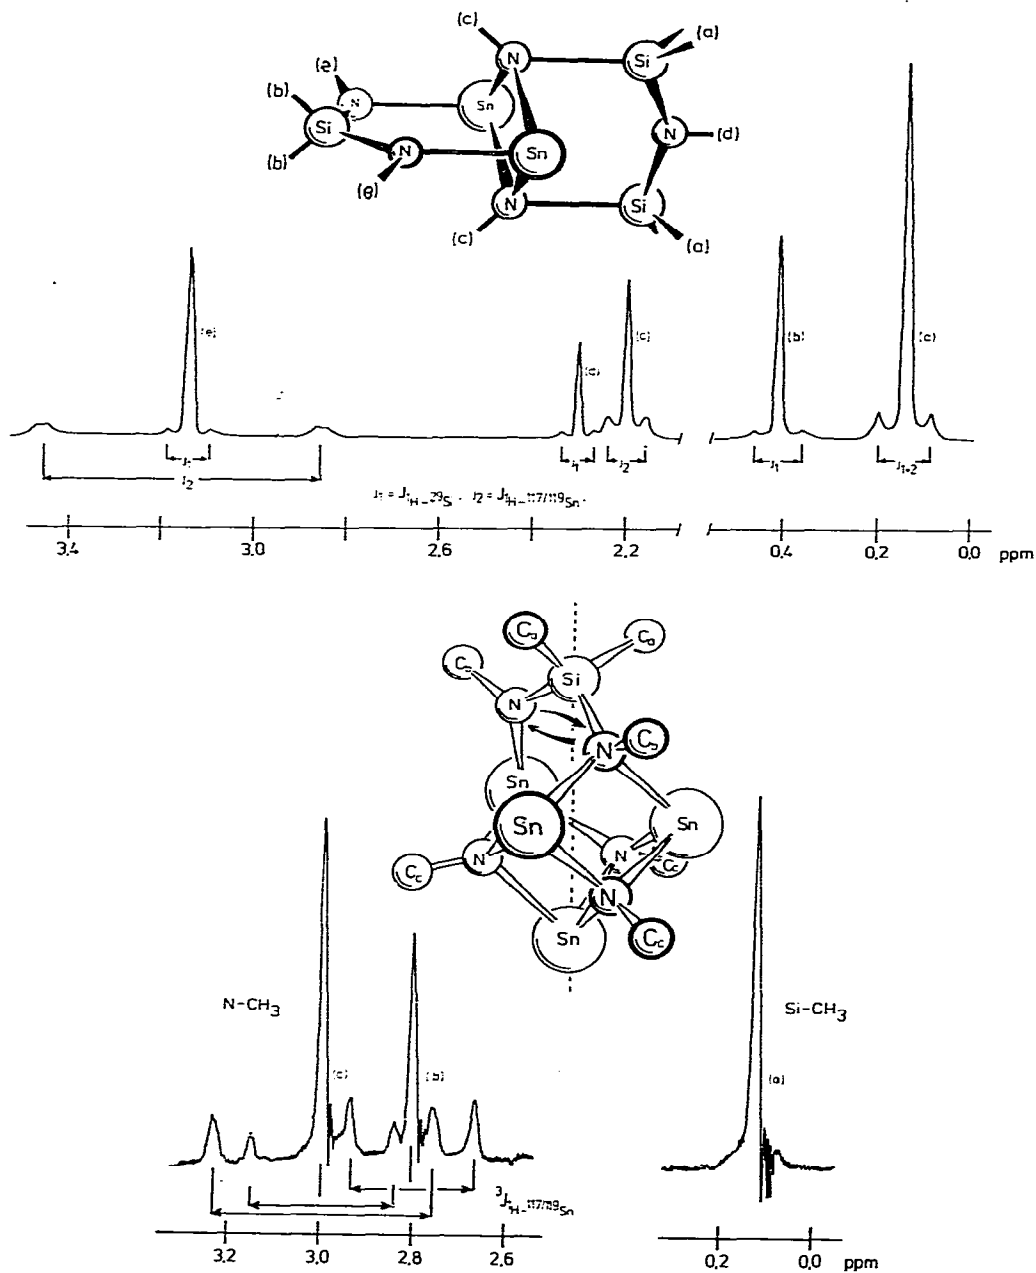 (c)
(a)
(e)
N
Si
(b)
N
Sn
Si
N
(d)
(b)
N
Sn
(e)
N
Si
(c)
(a)
(e)
(d)
(c)
(b)
(a)
J1
J2
J1
J2
J1
J1+2
J1 = J1H-29Si . J2 = J1H-117/119Sn .
3.4 3.0 2.6 2.2 0.4 0.2 0.0 ppm
Ca
Ca
Si
N
N
Sn
Sn
Sn
N
N
Cc
Cc
N
Sn
Cc
N-CH3
Si-CH3
(c)
(b)
(a)
3J1H-117/119Sn
3.2 3.0 2.8 2.6 0.2 0.0 ppm